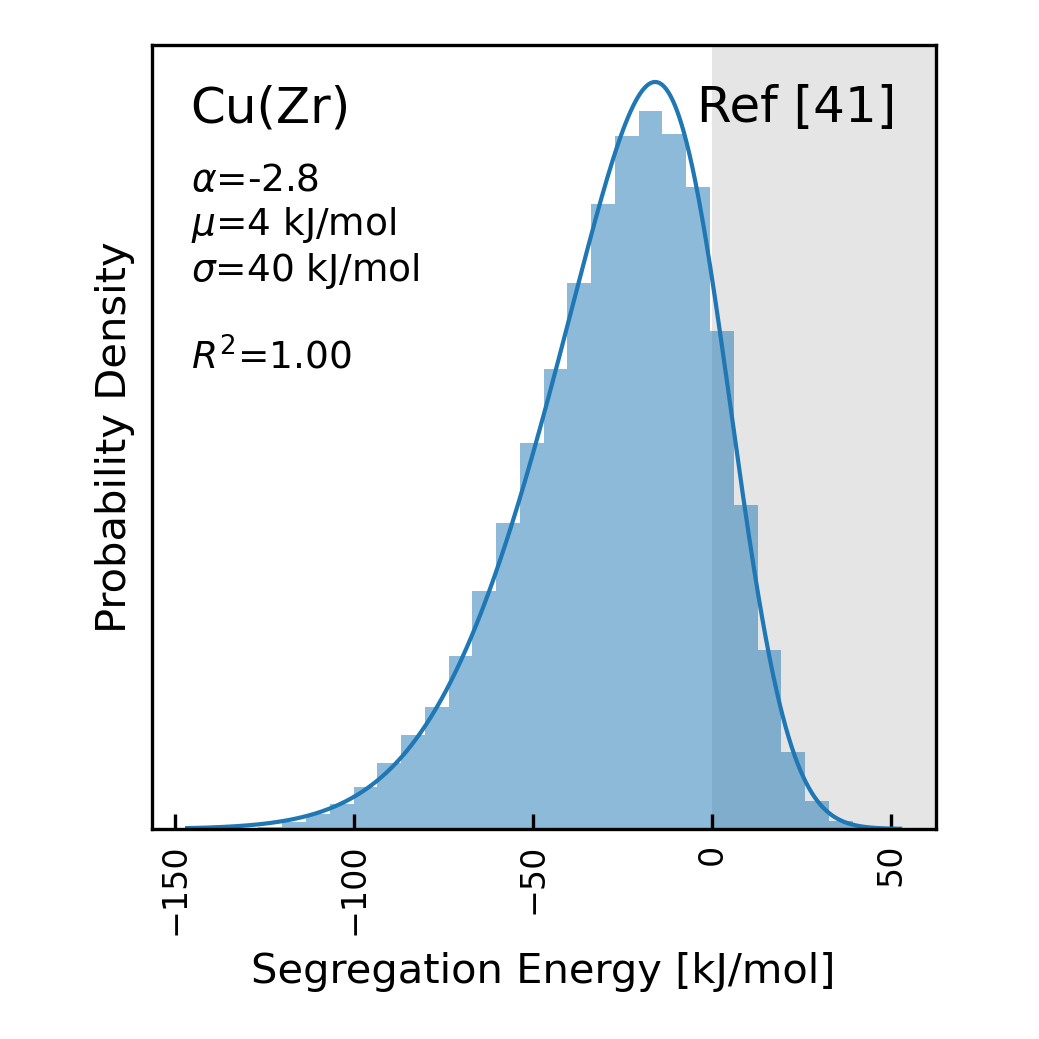 Cu(Zr)
Ref [41]
α=-2.8
μ=4 kJ/mol
σ=40 kJ/mol
R²=1.00
Probability Density
−150
−100
−50
0
50
Segregation Energy [kJ/mol]